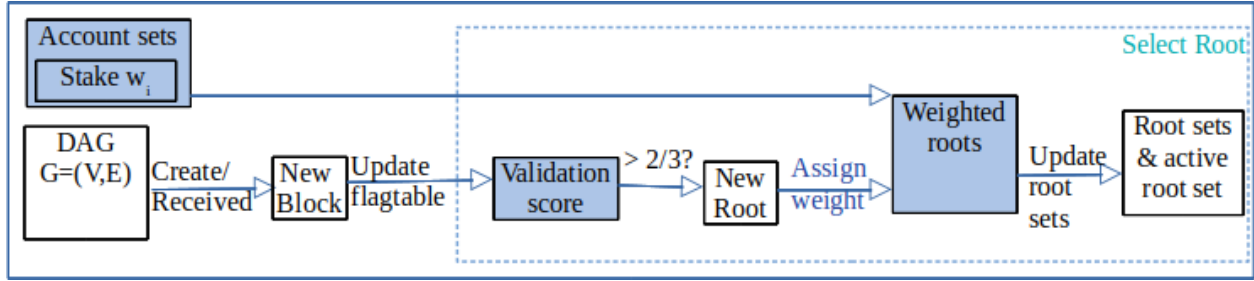 Account sets
Stake wi
Select Root
DAG
G=(V,E)
Create/
Received
New
Block
Update
flagtable
Validation
score
> 2/3?
New
Root
Assign
weight
Weighted
roots
Update
root
sets
Root sets
& active
root set